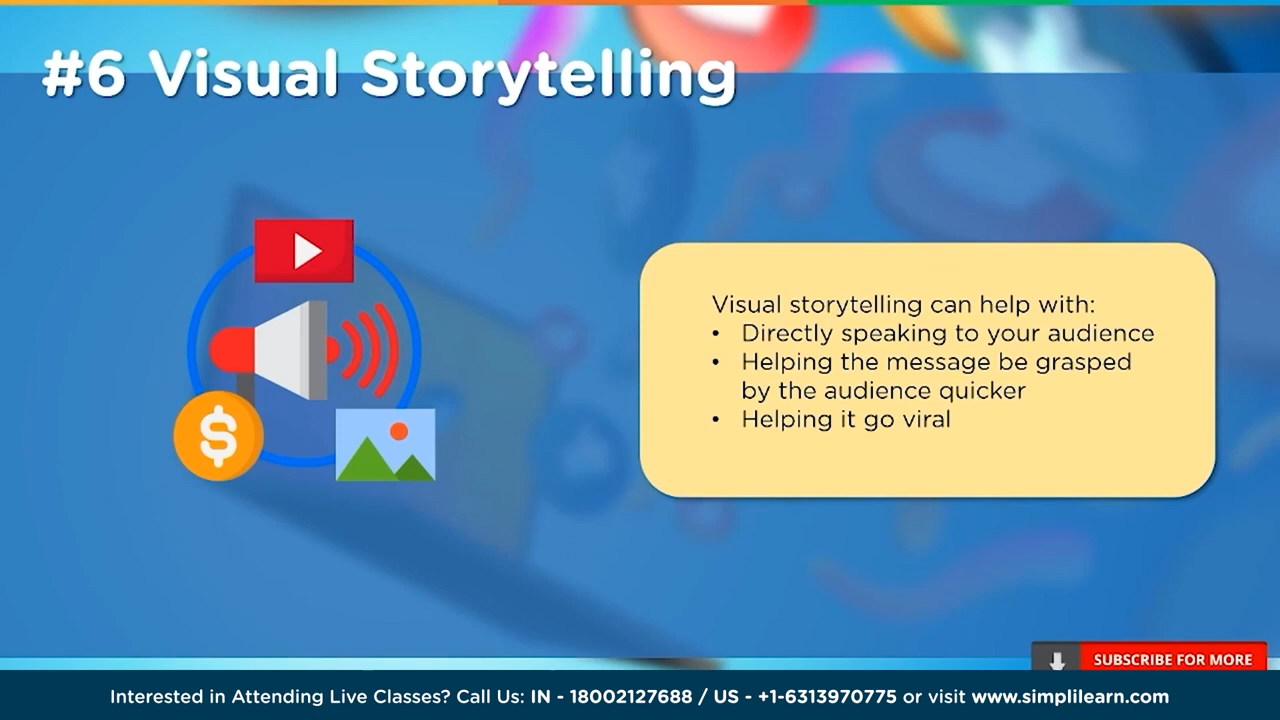 #6 Visual Storytelling
Visual storytelling can help with:
• Directly speaking to your audience
• Helping the message be grasped
by the audience quicker
• Helping it go viral
$
SUBSCRIBE FOR MORE
Interested in Attending Live Classes? Call Us: IN - 18002127688 / US - +1-6313970775 or visit www.simplilearn.com